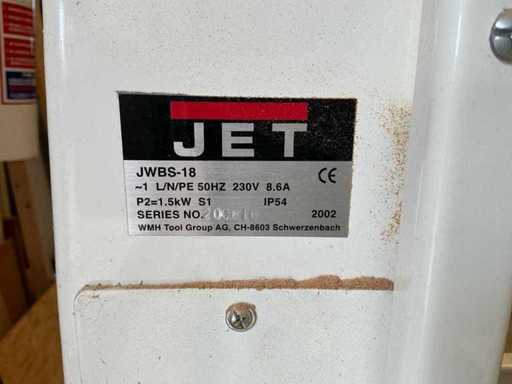 JET
JWBS-18
CE
~1 L/N/PE 50HZ 230V 8.6A
P2=1.5kW S1 IP54
SERIES NO. 2002
WMH Tool Group AG, CH-8603 Schwerzenbach